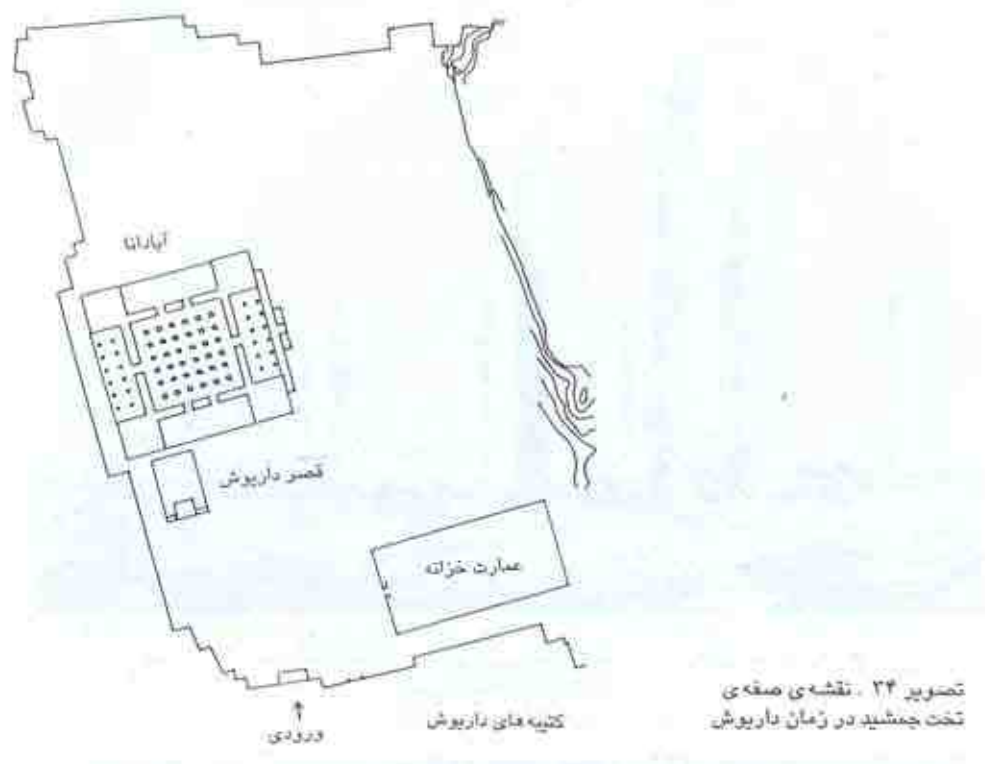 آپادانا
قصر داریوش
عمارت خزانه
ورودی
کتیبه های داریوش
تصویر ۳۴ . نقشه‌ی صفه‌ی
تخت جمشید در زمان داریوش